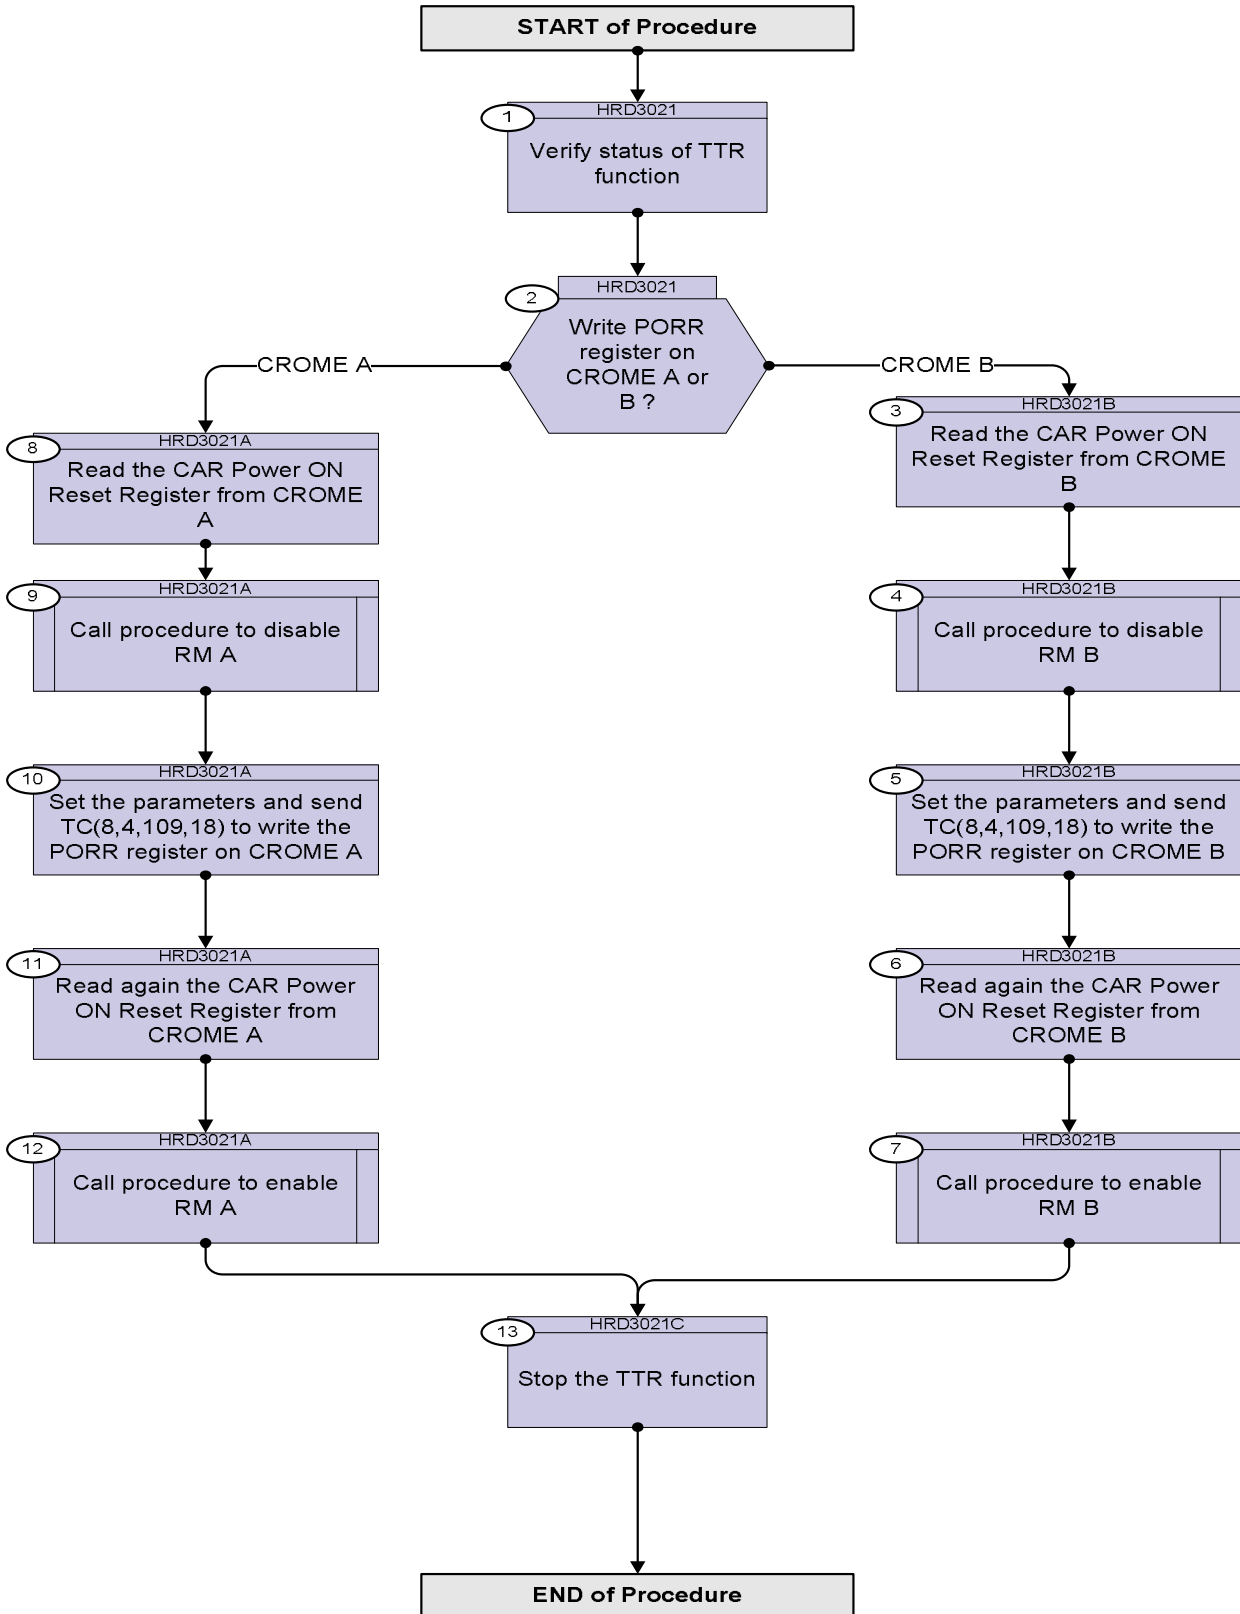 START of Procedure
HRD3021
1
Verify status of TTR
function
HRD3021
2
Write PORR
register on
CROME A or
B ?
CROME A
CROME B
HRD3021B
3
Read the CAR Power ON
Reset Register from CROME
B
HRD3021A
8
Read the CAR Power ON
Reset Register from CROME
A
HRD3021A
9
Call procedure to disable
RM A
HRD3021B
4
Call procedure to disable
RM B
HRD3021A
10
Set the parameters and send
TC(8,4,109,18) to write the
PORR register on CROME A
HRD3021B
5
Set the parameters and send
TC(8,4,109,18) to write the
PORR register on CROME B
HRD3021A
11
Read again the CAR Power
ON Reset Register from
CROME A
HRD3021B
6
Read again the CAR Power
ON Reset Register from
CROME B
HRD3021A
12
Call procedure to enable
RM A
HRD3021B
7
Call procedure to enable
RM B
HRD3021C
13
Stop the TTR function
END of Procedure